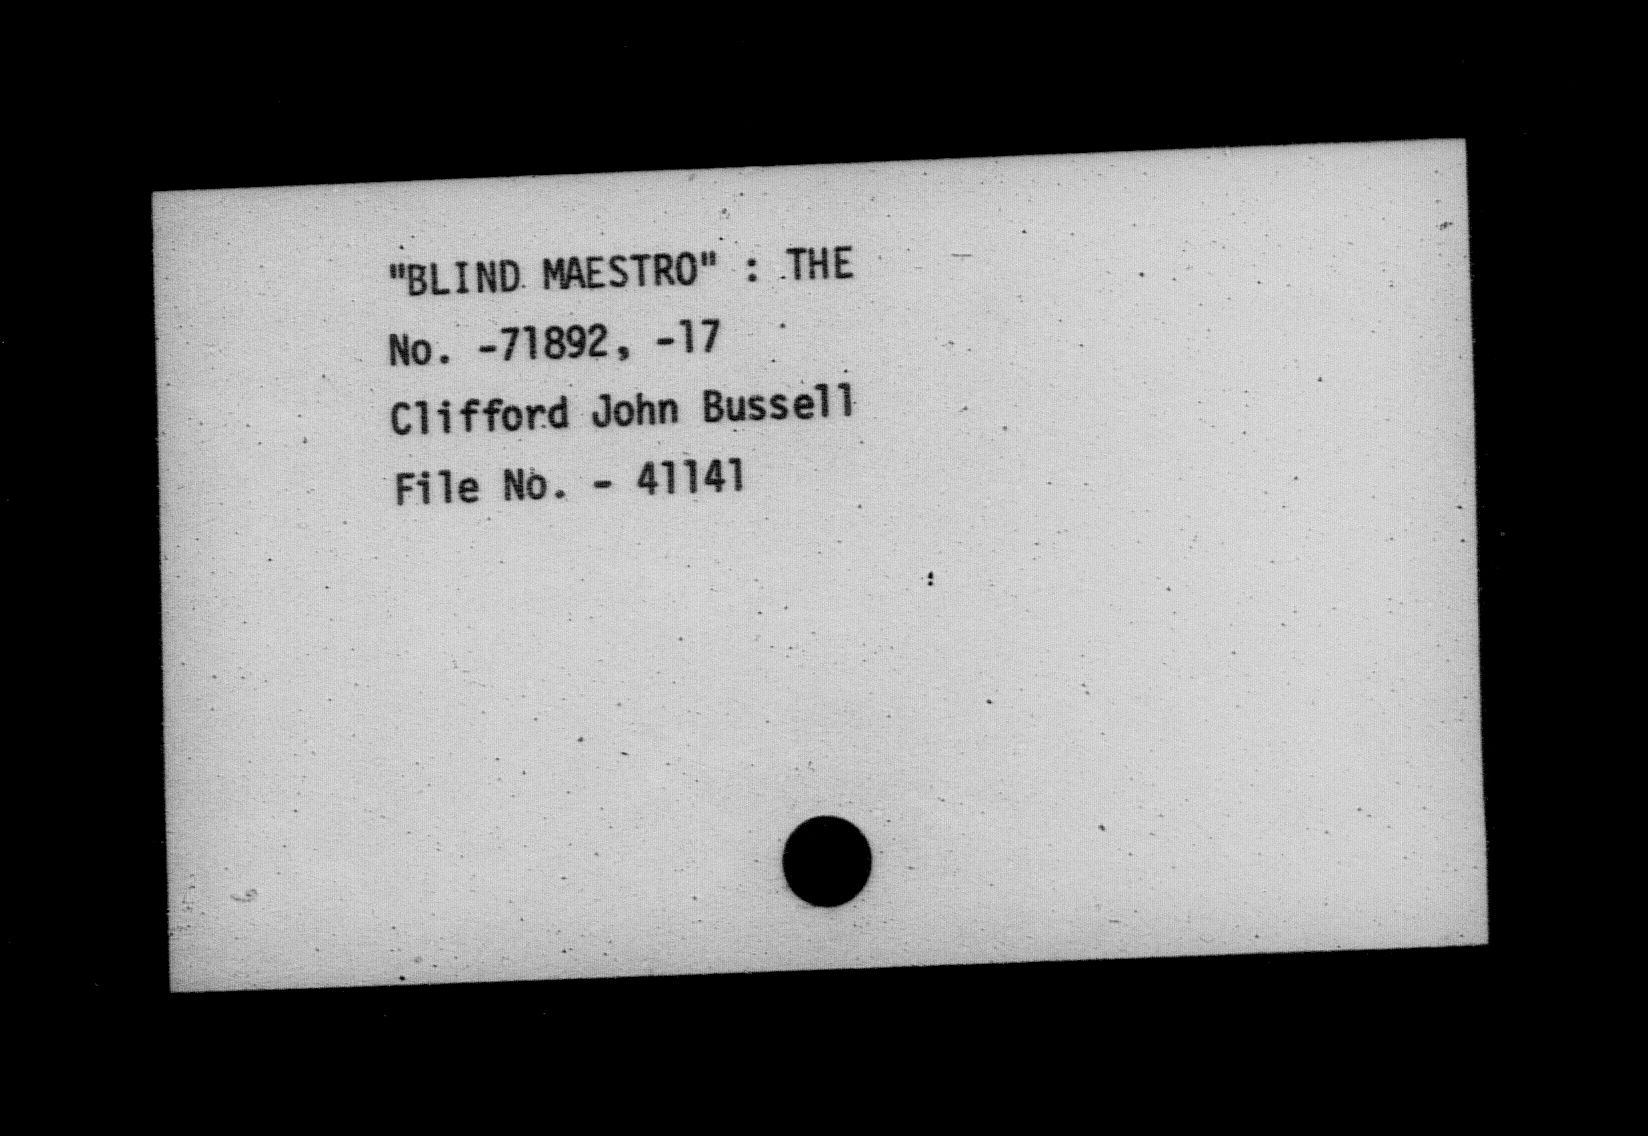 "BLIND MAESTRO" : THE
No. -71892, -17
Clifford John Bussell
File No. - 41141